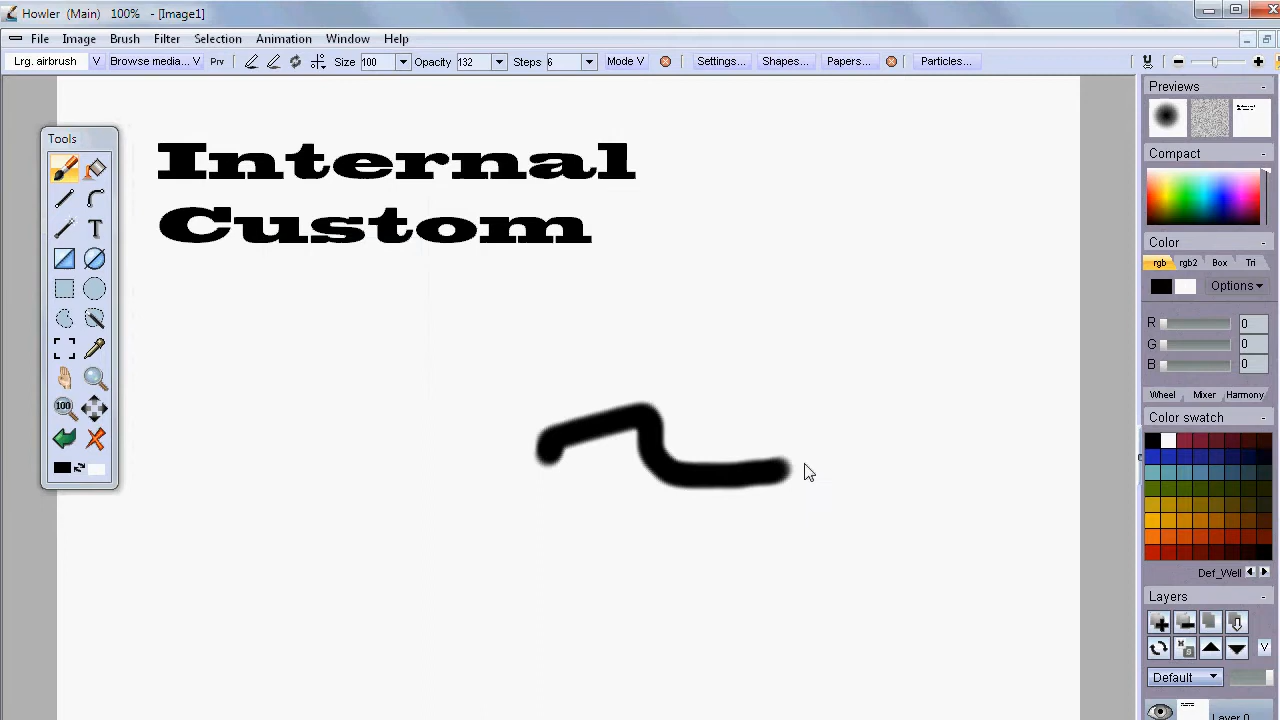 Howler (Main) 100% - [Image1]
File Image Brush Filter Selection Animation Window Help
Lrg. airbrush V Browse media... V Prv Size 100 Opacity 132 Steps 6 Mode V Settings... Shapes... Papers... Particles...
Tools
100
Internal
Custom
Previews
Compact
Color
rgb rgb2 Box Tri
Options
R 0
G 0
B 0
Wheel Mixer Harmony
Color swatch
Def_Well
Layers
V
Default
Layer 0